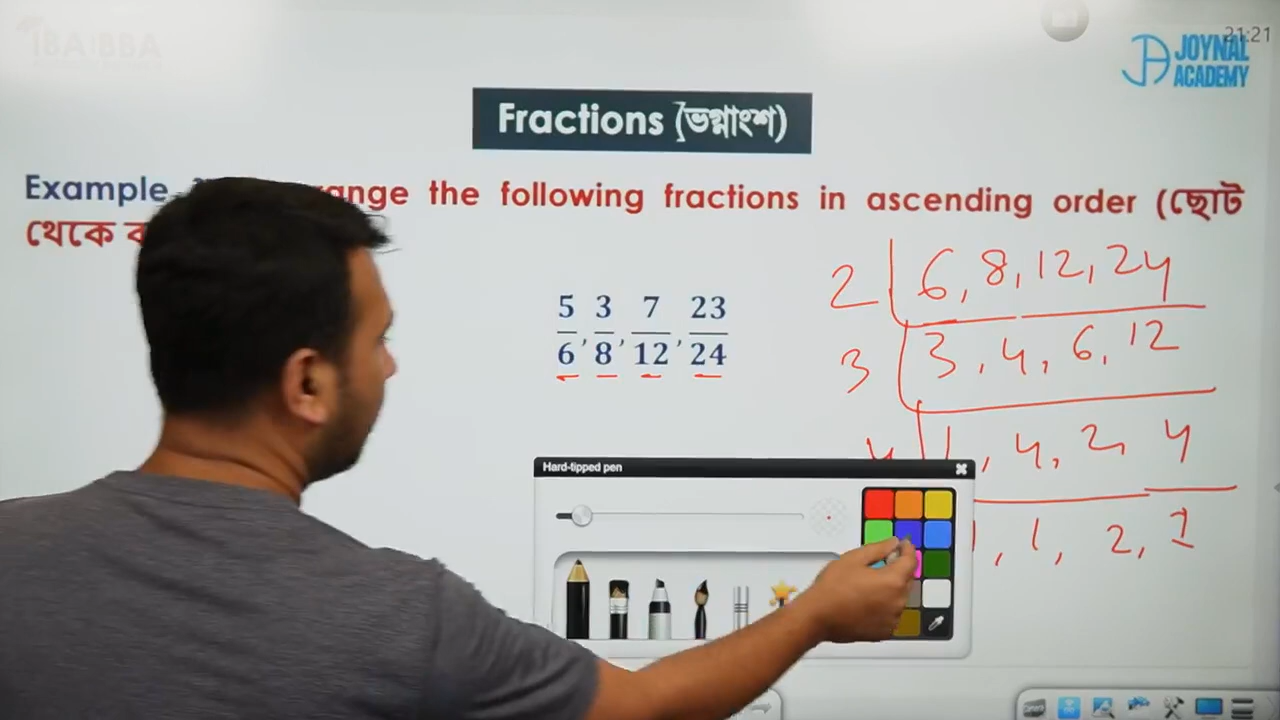 IBA BBA
21:21
JOYNAL
ACADEMY
Fractions (ভগ্নাংশ)
Example the following fractions in ascending order (ছোট
থেকে
5/6, 3/8, 7/12, 23/24
2 | 6, 8, 12, 24
3 | 3, 4, 6, 12
4 | 1, 4, 2, 4
1, 1, 2, 1
Hard-tipped pen